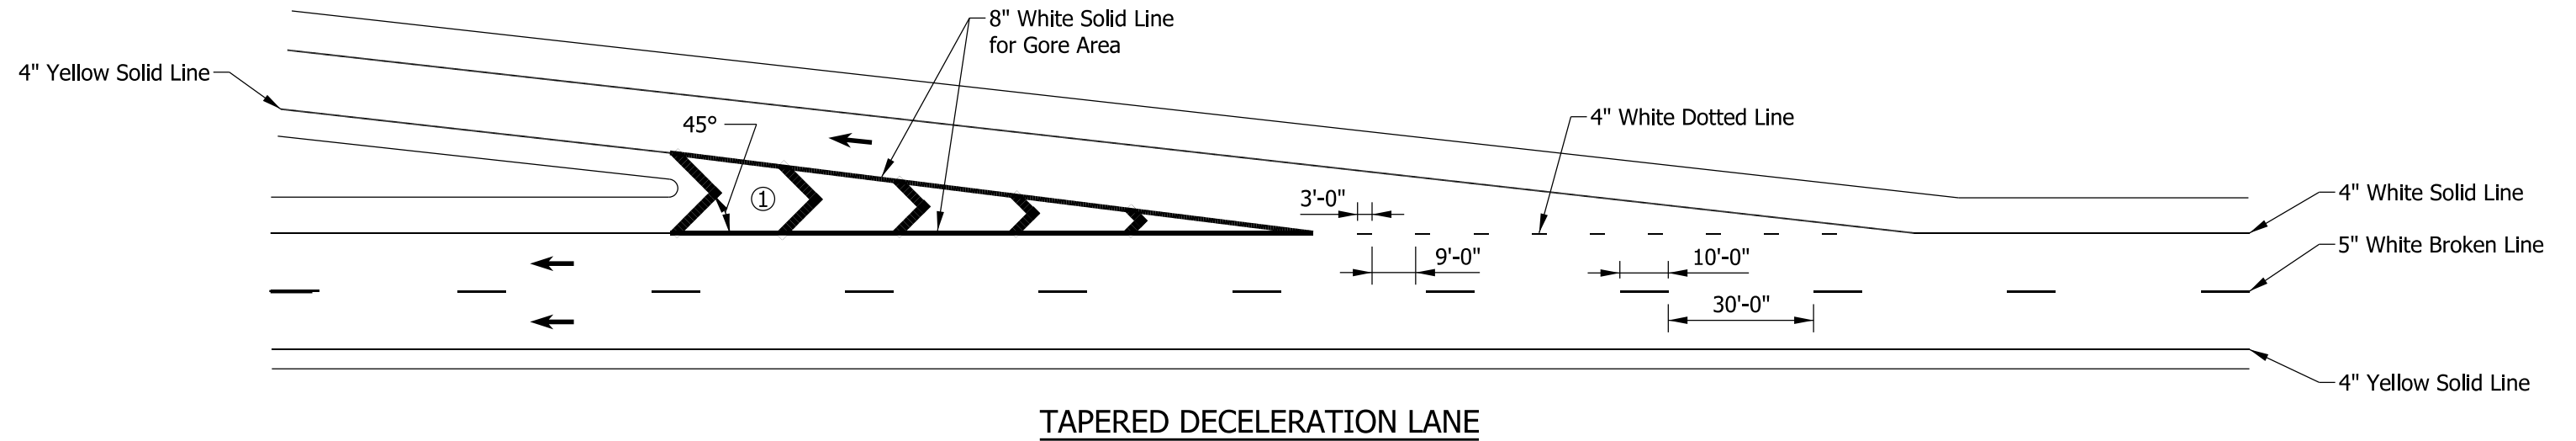 8" White Solid Line
for Gore Area
4" Yellow Solid Line
45°
4" White Dotted Line
1
3'-0"
4" White Solid Line
9'-0"
10'-0"
5" White Broken Line
30'-0"
4" Yellow Solid Line
TAPERED DECELERATION LANE